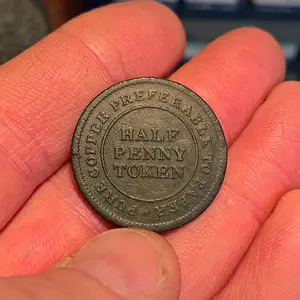 PURE COPPER PREFERABLE TO PAPER
HALF
PENNY
TOKEN